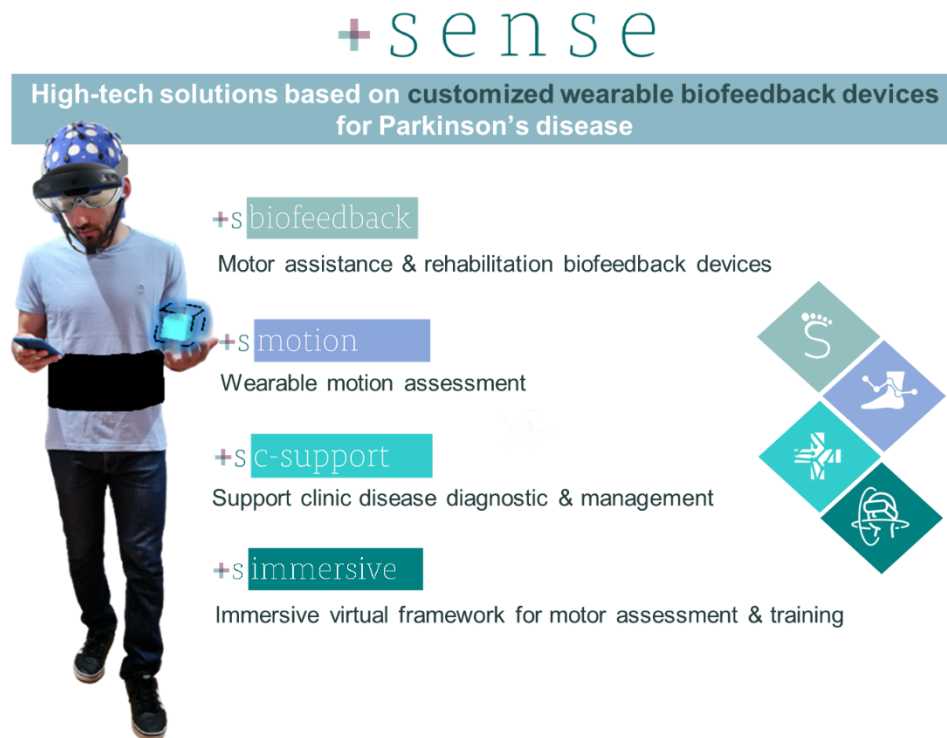 +sense
High-tech solutions based on customized wearable biofeedback devices
for Parkinson's disease
+s biofeedback
Motor assistance & rehabilitation biofeedback devices
+s motion
Wearable motion assessment
+s c-support
Support clinic disease diagnostic & management
+s immersive
Immersive virtual framework for motor assessment & training